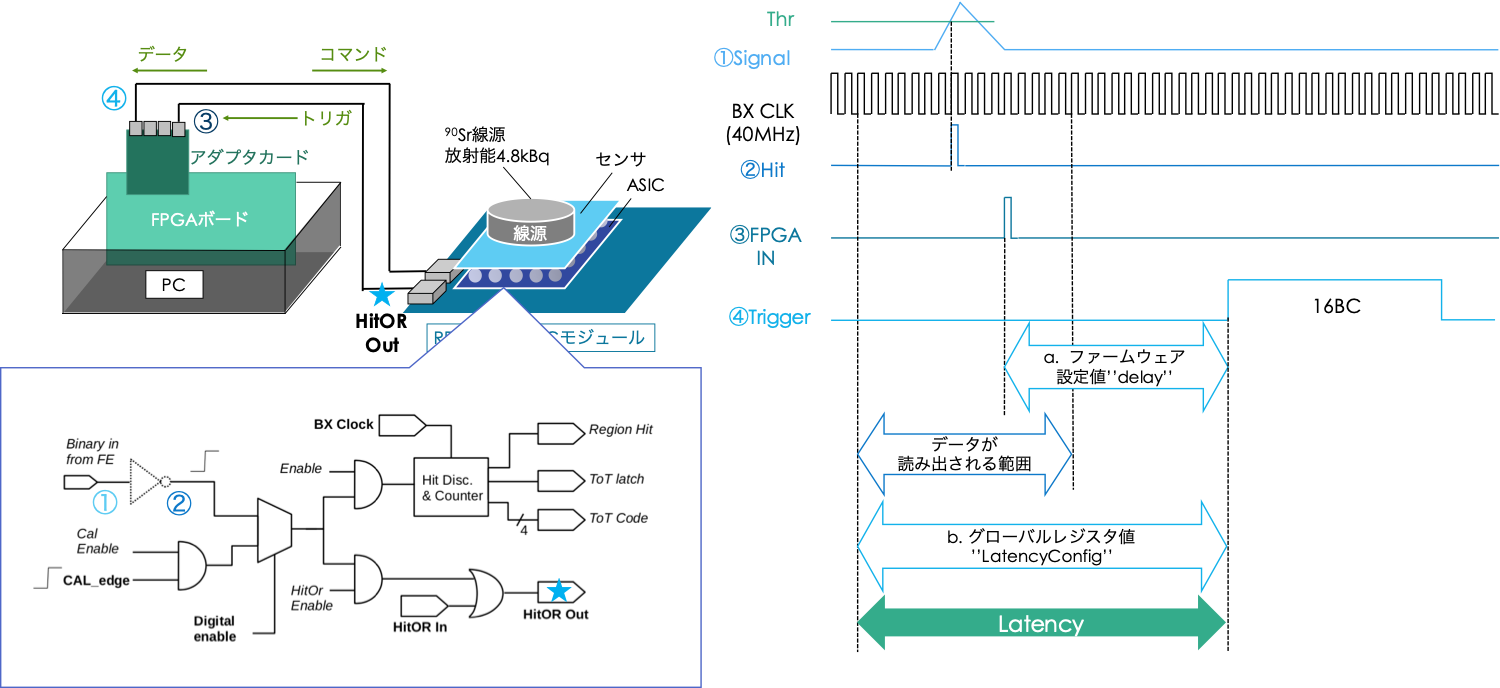 データ
コマンド
④
③
トリガ
アダプタカード
FPGAボード
PC
⁹⁰Sr線源
放射能4.8kBq
センサ
ASIC
線源
HitOR
Out
モジュール
Binary in
from FE
①
②
Cal
Enable
CAL_edge
Digital
enable
BX Clock
Enable
Hit Disc.
& Counter
Region Hit
ToT latch
ToT Code
4
HitOr
Enable
HitOR In
HitOR Out
Thr
①Signal
BX CLK
(40MHz)
②Hit
③FPGA
IN
④Trigger
16BC
a. ファームウェア
設定値''delay''
データが
読み出される範囲
b. グローバルレジスタ値
''LatencyConfig''
Latency